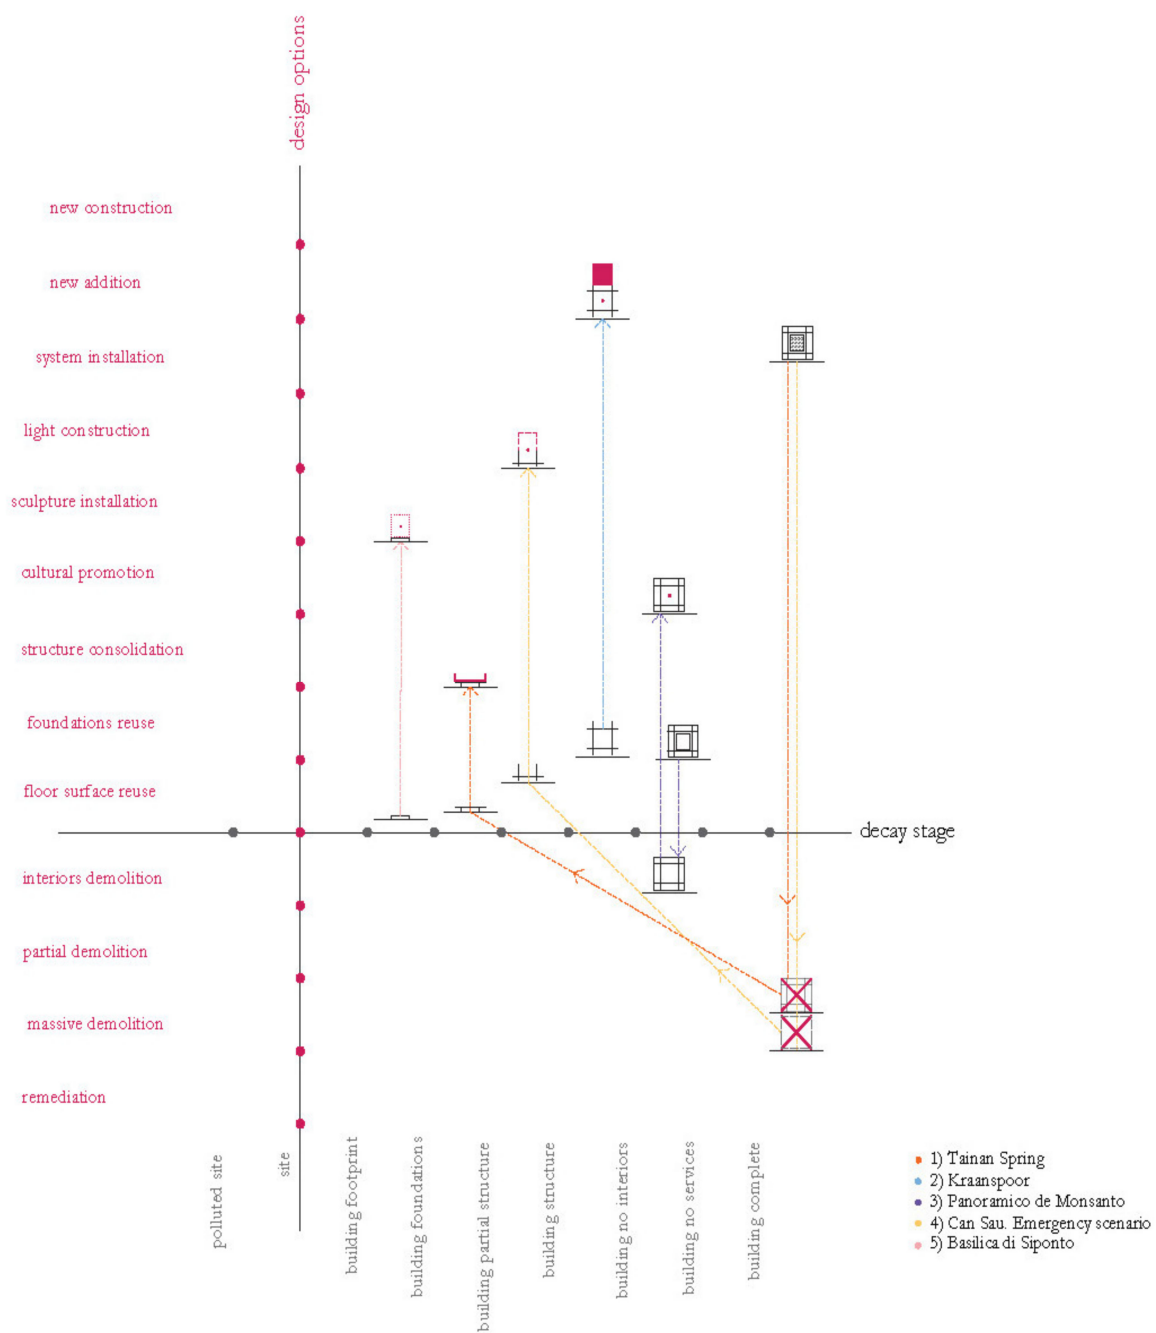 design options
new construction
new addition
system installation
light construction
sculpture installation
cultural promotion
structure consolidation
foundations reuse
floor surface reuse
decay stage
interiors demolition
partial demolition
massive demolition
remediation
polluted site
site
building footprint
building foundations
building partial structure
building structure
building no interiors
building no services
building complete
1) Tainan Spring
2) Kraanspoor
3) Panoramico de Monsanto
4) Can Sau. Emergency scenario
5) Basilica di Siponto